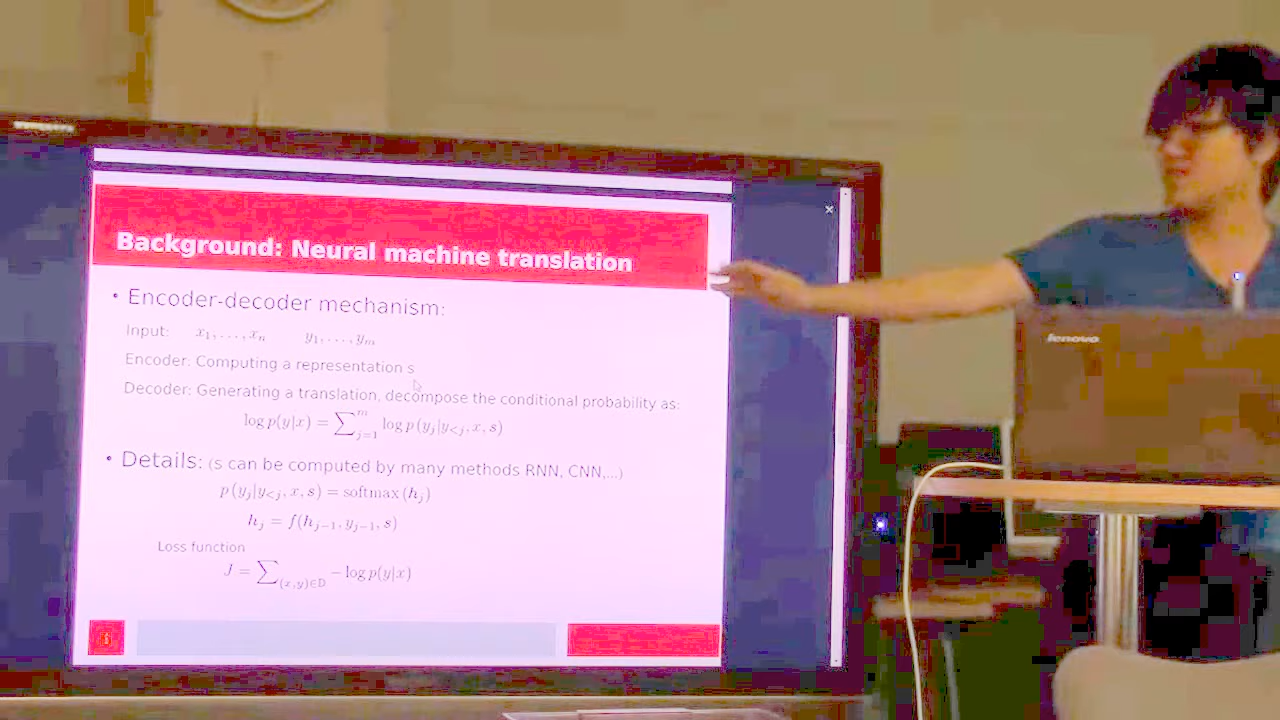 Background: Neural machine translation
• Encoder-decoder mechanism:
Input: x₁, . . . , xₙ y₁, . . . , yₘ
Encoder: Computing a representation s
Decoder: Generating a translation, decompose the conditional probability as:
log p(y|x) = ∑ⱼ₌₁ᵐ log p (yⱼ|y<ⱼ, x, s)
• Details: (s can be computed by many methods RNN, CNN,...)
p (yⱼ|y<ⱼ, x, s) = softmax (hⱼ)
hⱼ = f(hⱼ₋₁, yⱼ₋₁, s)
Loss function
J = ∑₍ₓ,ᵧ₎∈D − log p(y|x)
lenovo